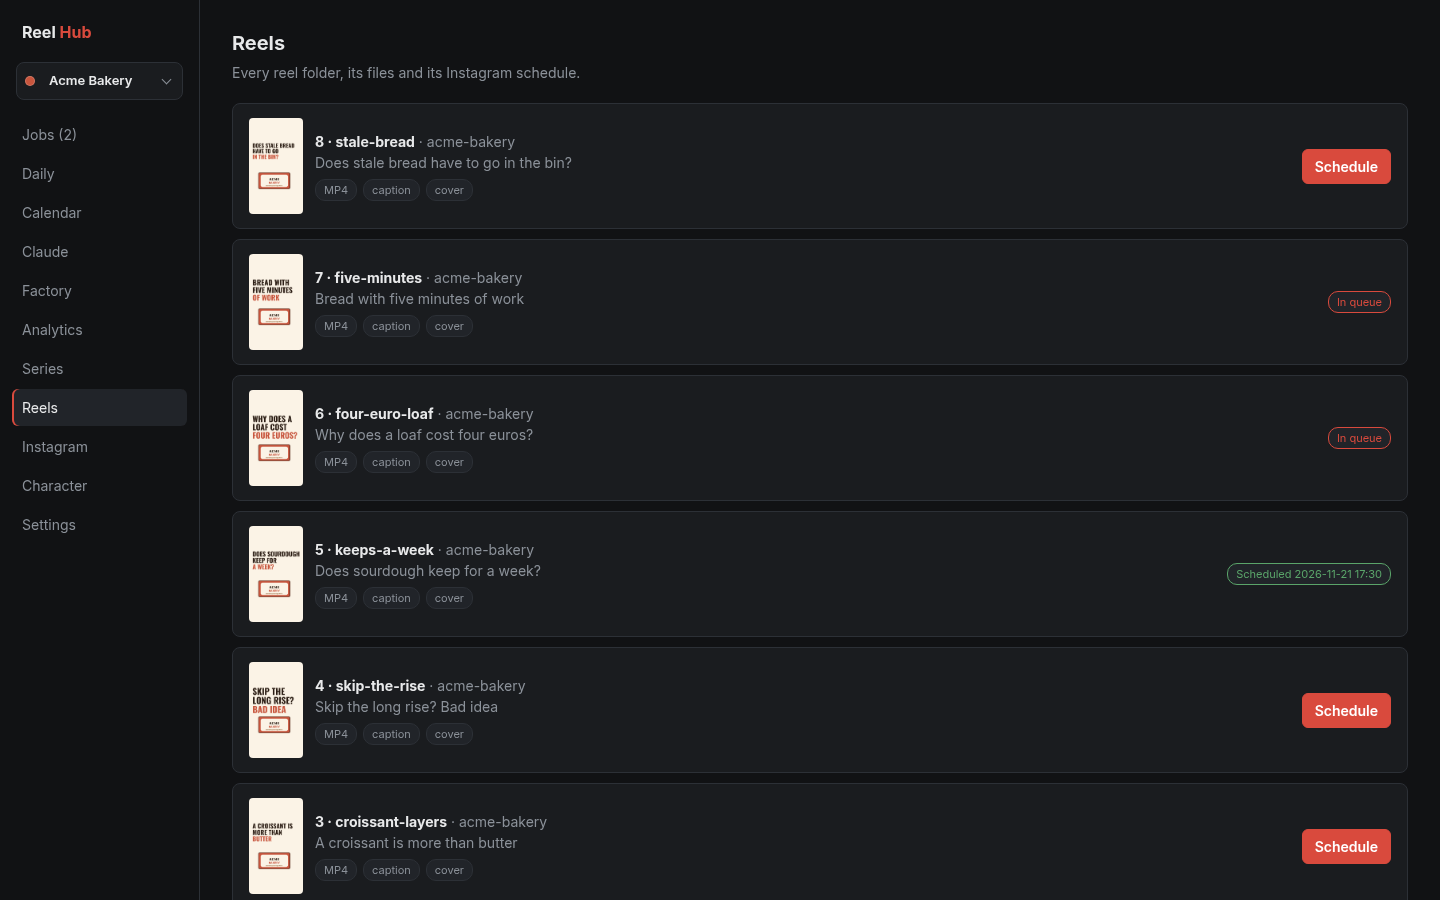 Reel Hub
Acme Bakery
Jobs (2)
Daily
Calendar
Claude
Factory
Analytics
Series
Reels
Instagram
Character
Settings
Reels
Every reel folder, its files and its Instagram schedule.
DOES STALE BREAD
HAVE TO GO
IN THE BIN?
8 · stale-bread · acme-bakery
Does stale bread have to go in the bin?
MP4 caption cover
Schedule
BREAD WITH
FIVE MINUTES
OF WORK
7 · five-minutes · acme-bakery
Bread with five minutes of work
MP4 caption cover
In queue
WHY DOES A
LOAF COST
FOUR EUROS?
6 · four-euro-loaf · acme-bakery
Why does a loaf cost four euros?
MP4 caption cover
In queue
DOES SOURDOUGH
KEEP FOR
A WEEK?
5 · keeps-a-week · acme-bakery
Does sourdough keep for a week?
MP4 caption cover
Scheduled 2026-11-21 17:30
SKIP THE
LONG RISE?
BAD IDEA
4 · skip-the-rise · acme-bakery
Skip the long rise? Bad idea
MP4 caption cover
Schedule
A CROISSANT IS
MORE THAN
BUTTER
3 · croissant-layers · acme-bakery
A croissant is more than butter
MP4 caption cover
Schedule